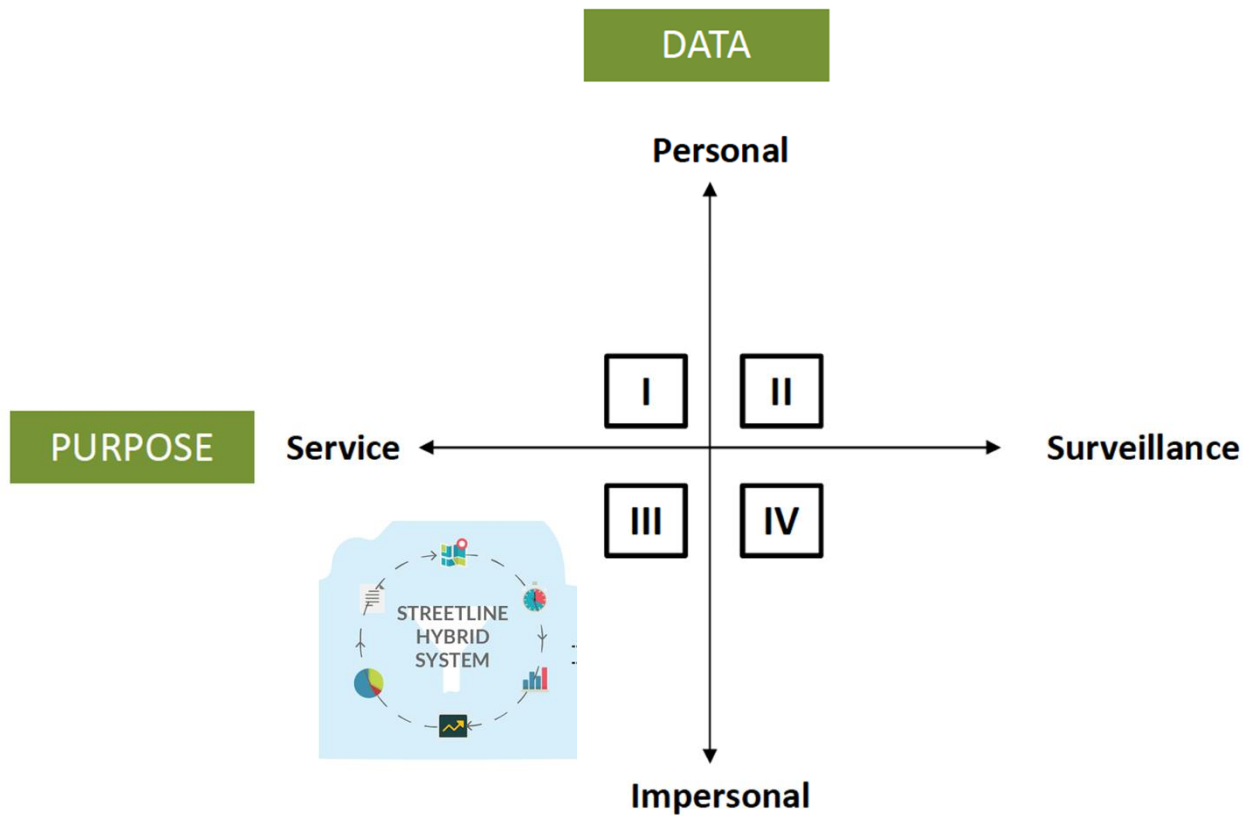 DATA
Personal
I
II
PURPOSE
Service
Surveillance
III
IV
STREETLINE
HYBRID
SYSTEM
Impersonal